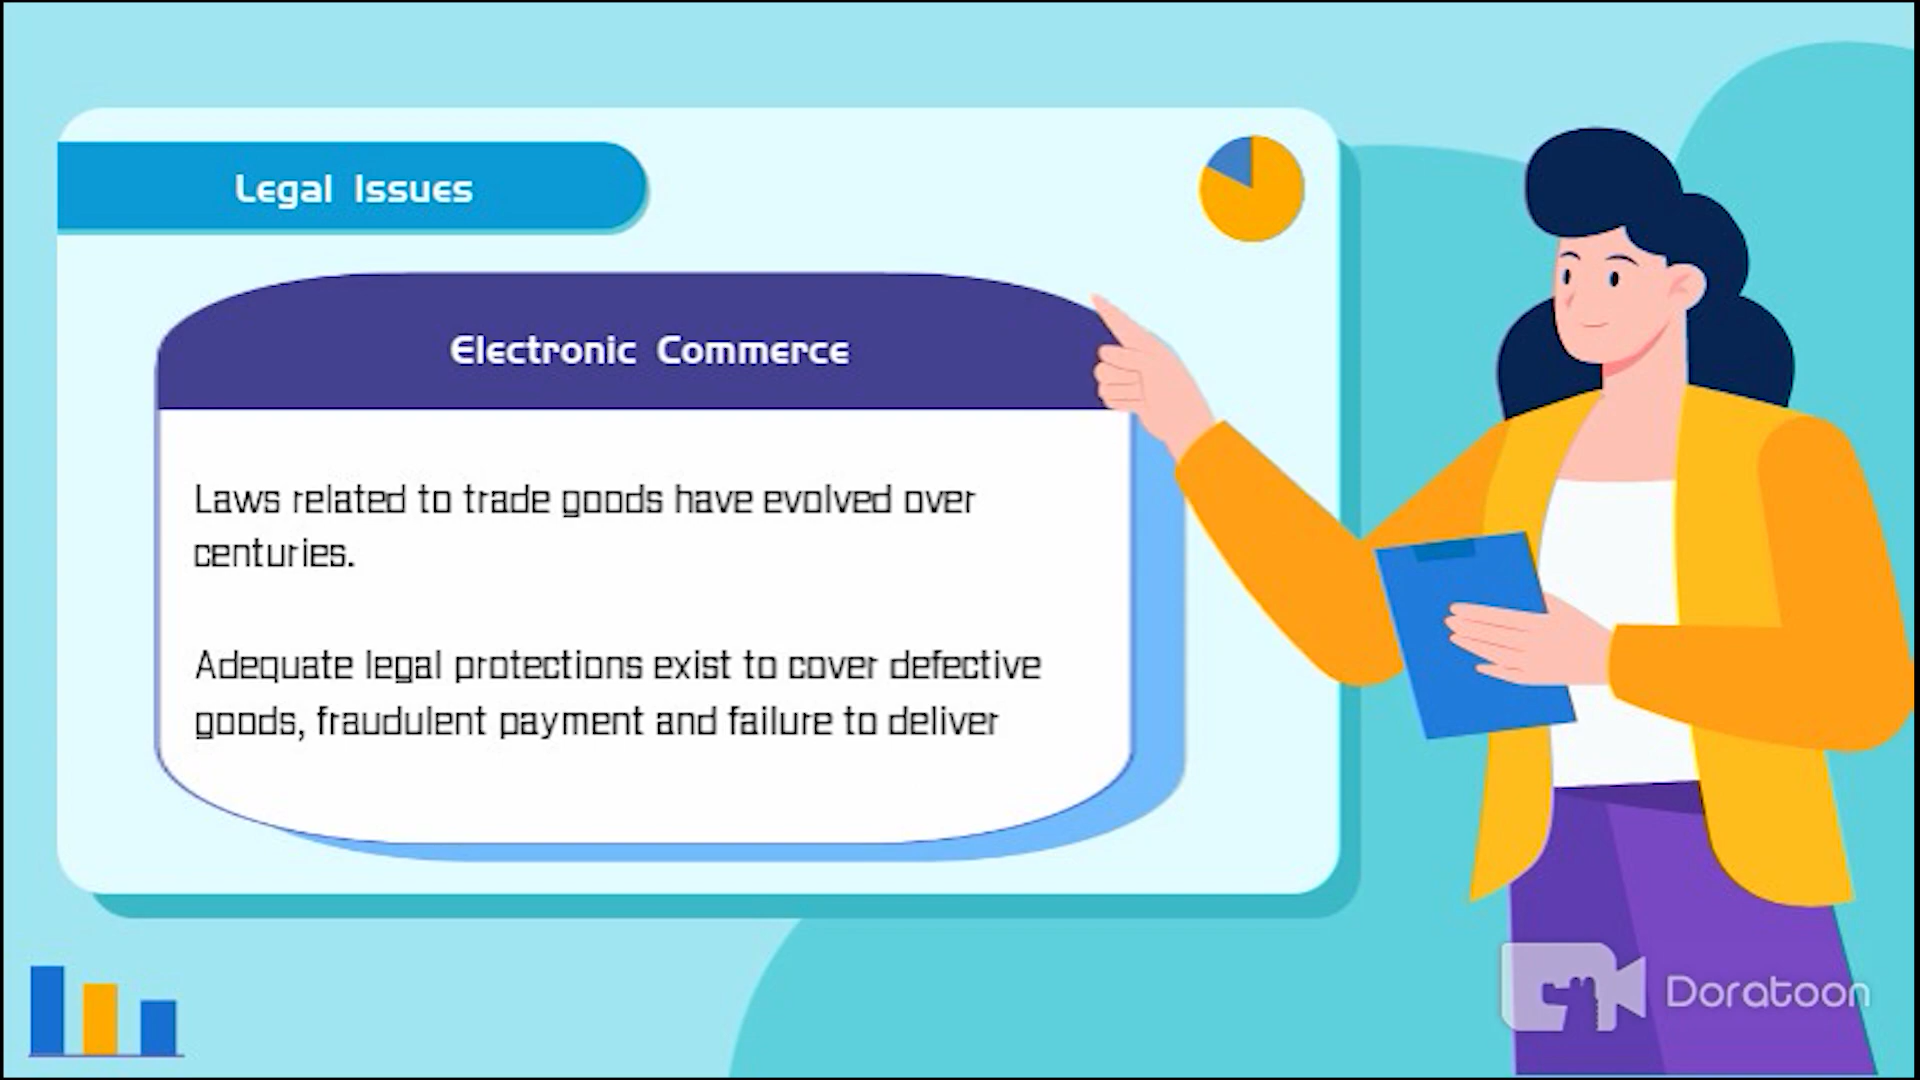 Legal Issues
Electronic Commerce
Laws related to trade goods have evolved over
centuries.
Adequate legal protections exist to cover defective
goods, fraudulent payment and failure to deliver
Doratoon